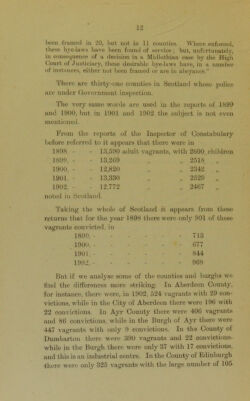 12
been framed in 20, but not in 11 counties. Where enforced,
these bye-laws have been found of service; but, unfortunately,
in consequence of a decision in a Midlothian case by the High
Court of Justiciary, these desirable bye-laws have, in a number
of instances, either not been framed or are in abeyance."
There are thirty-one counties in Scotland whose police
are under Government inspection.
The very same words are used in the reports of 1899
and 1900, but in 1901 and 1902 the subject is not even
mentioned.
From the reports of the Inspector of Constabulary
before referred to it appears that there were in
1898 - - 13,590 adult vagrants, with 2690 children
1899. - - 13,269 „ „ 2518 „
1900. - - 12,820 „ „ 2342 „
1901. - - 13,330 „ „ 2529 „
1902. - - 12,772 „ „ 2467 „
noted in Scotland.
Taking the whole of Scotland it appears from these
returns that for the year 1898 there were only 901 of these
vagrants convicted, in
1899. - - - - - 713
1900. - - - - - 677
1901. - - - - - 844
1902. - - - - - 868
But if we analyse some of the counties and burghs we
find the differences more striking. In Aberdeen County,
for instance, there were, in 1902, 524 vagrants with 29 con-
victions, while in the City of Aberdeen there were 196 with
22 convictions. In Ayr County there were 406 vagrants
and 86 convictions, while in the Burgh of Ayr there were
447 vagrants with only 9 convictions. In the County of
Dumbarton there were 390 vagrants and 22 convictions
while in the Burgh there were only 37 with 17 convictions,
and this is an industrial centre. In the County of Edinburgh
there were only 325 vagrants with the large number of 105